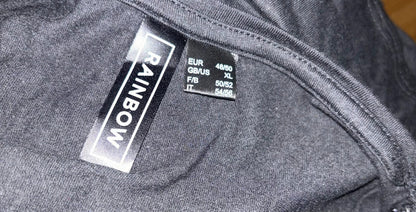 RAINBOW
EUR 48/50
GB/US XL
F/B 50/52
IT 54/56